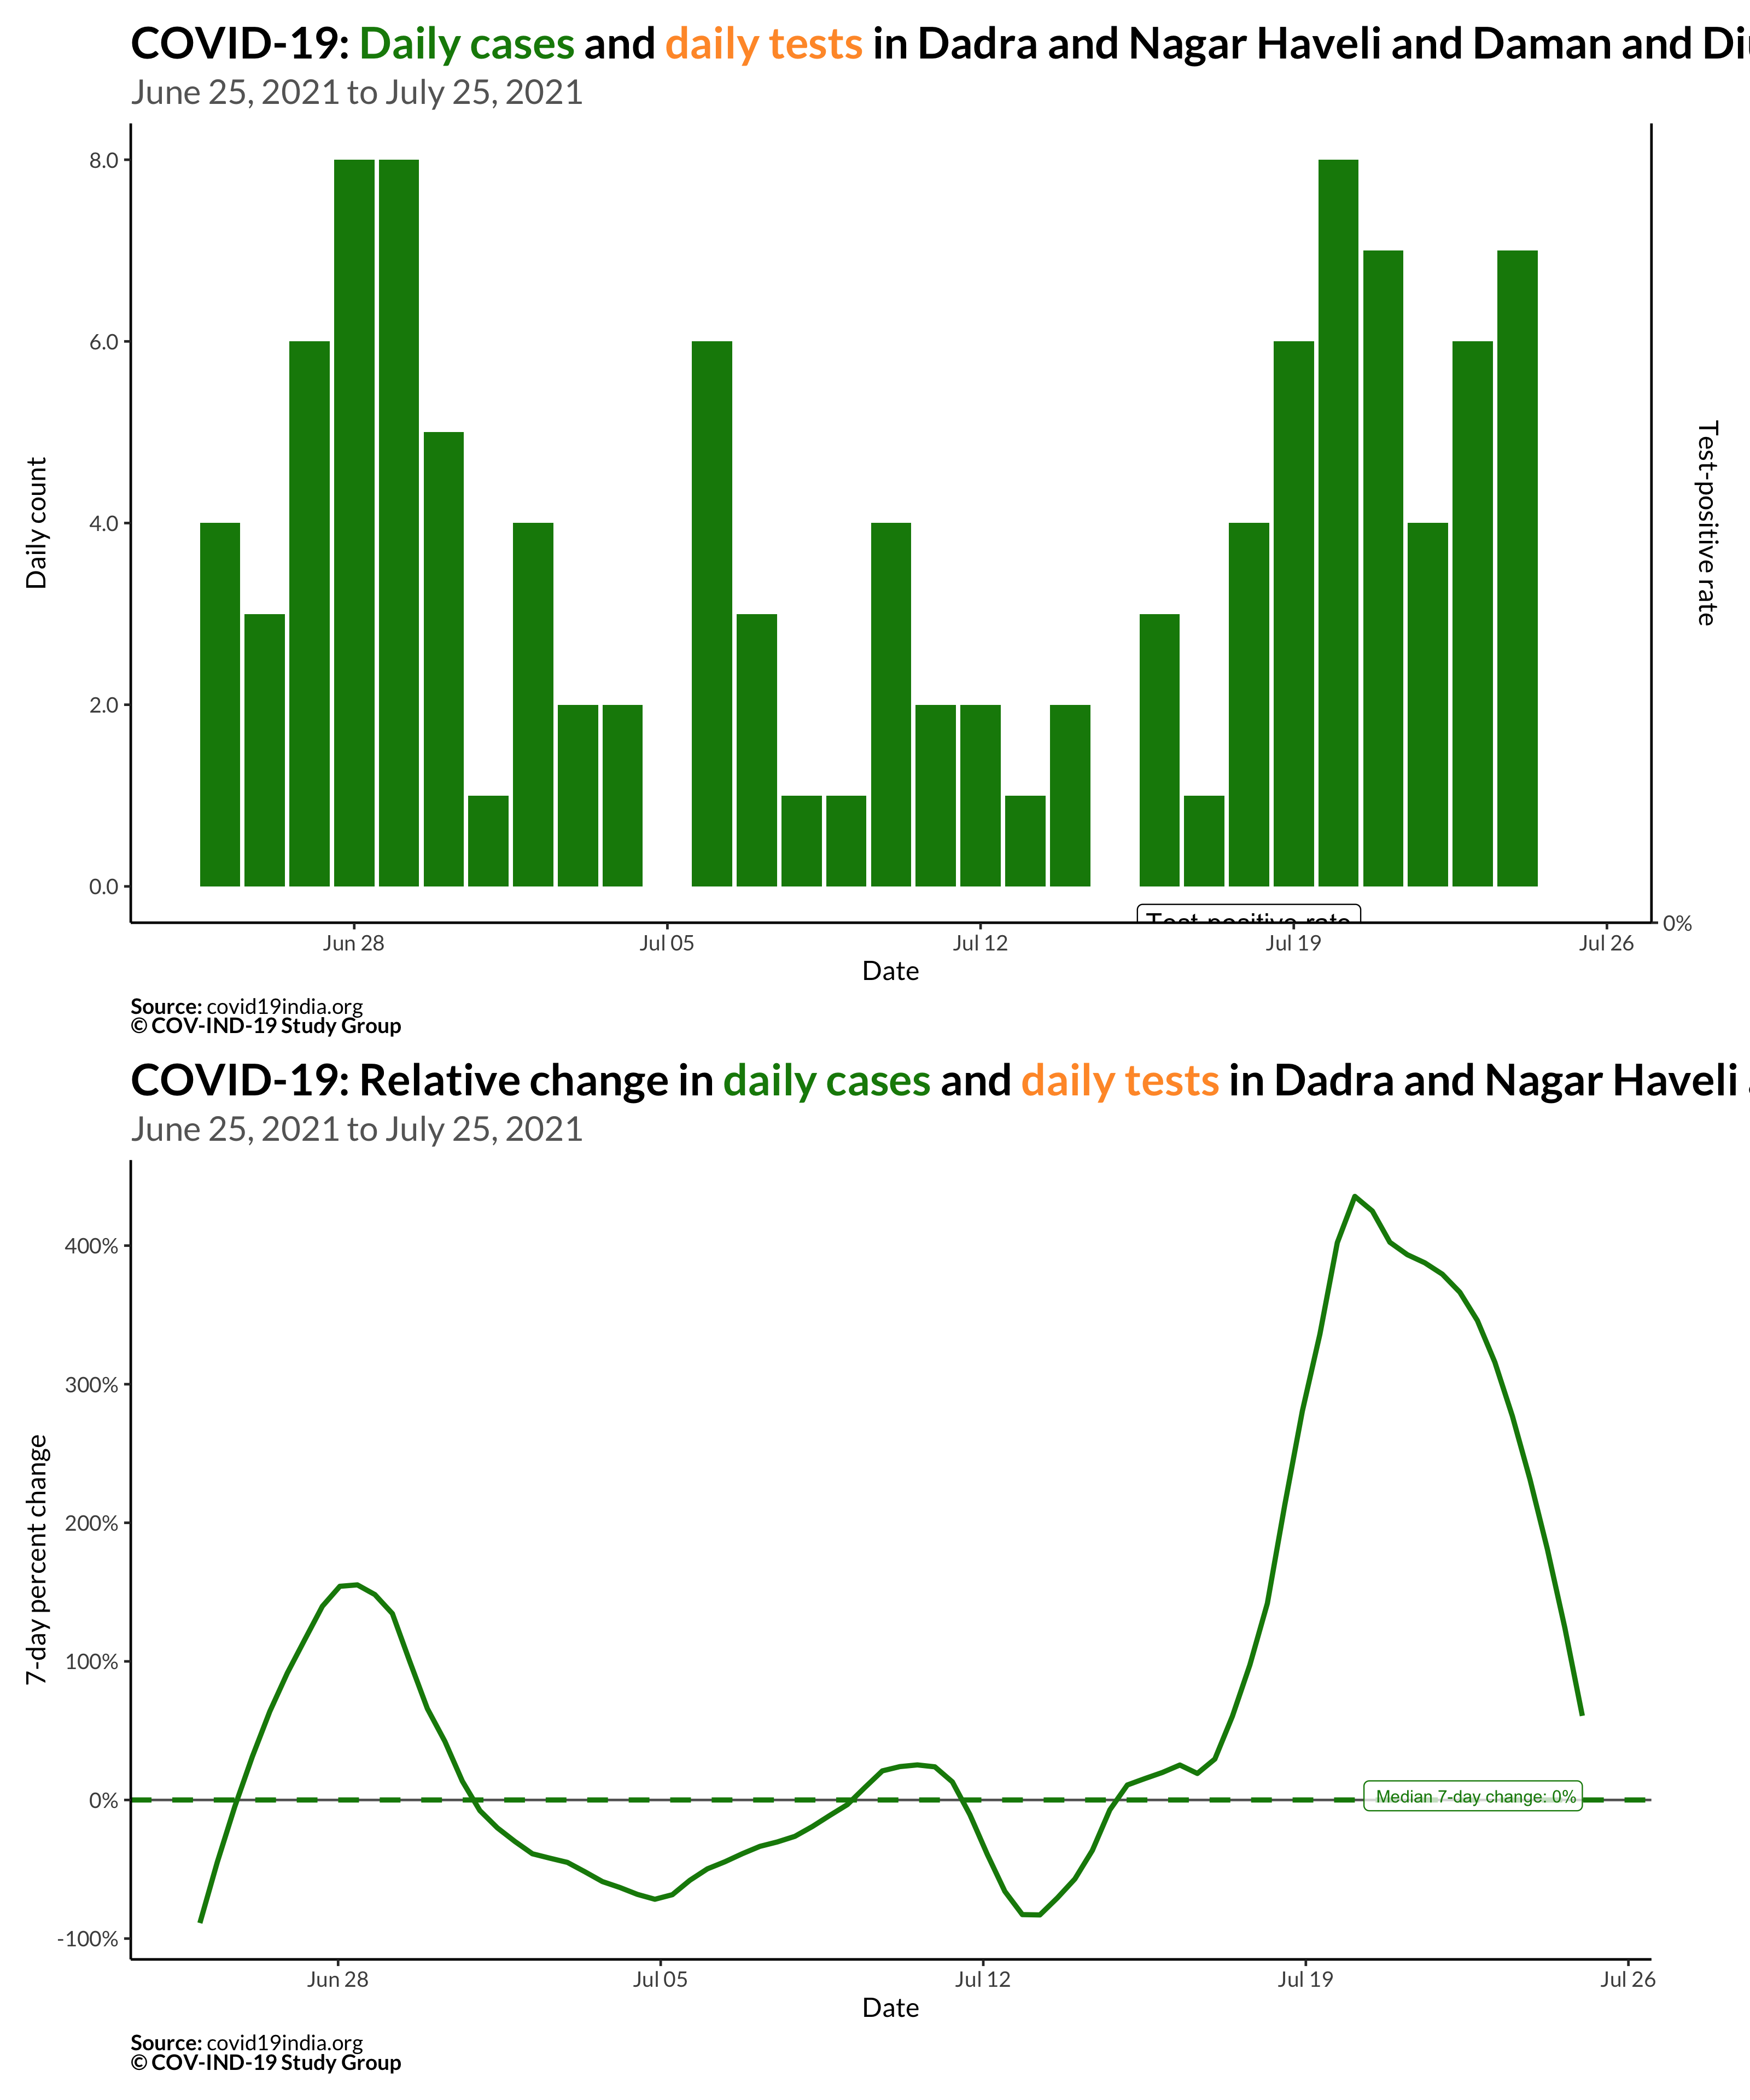 COVID-19: Daily cases and daily tests in Dadra and Nagar Haveli and Daman and
June 25, 2021 to July 25, 2021
8.0
6.0
4.0
2.0
0.0
Daily count
Test-positive rate
Test-positive rate
0%
Jun 28
Jul 05
Jul 12
Jul 19
Jul 26
Date
Source: covid19india.org
© COV-IND-19 Study Group
COVID-19: Relative change in daily cases and daily tests in Dadra and Nagar Haveli
June 25, 2021 to July 25, 2021
400%
300%
200%
100%
0%
-100%
7-day percent change
Median 7-day change: 0%
Jun 28
Jul 05
Jul 12
Jul 19
Jul 26
Date
Source: covid19india.org
© COV-IND-19 Study Group